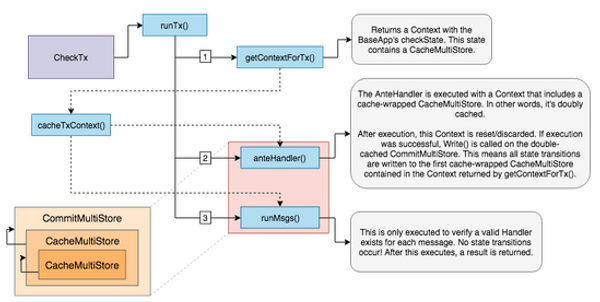 runTx()
CheckTx
1
getContextForTx()
Returns a Context with the
BaseApp's checkState. This state
contains a CacheMultiStore.
cacheTxContext()
2
anteHandler()
The AnteHandler is executed with a Context that includes a
cache-wrapped CacheMultiStore. In other words, it's doubly
cached.
After execution, this Context is reset/discarded. If execution
was successful, Write() is called on the double-
cached CommitMultiStore. This means all state transitions
are written to the first cache-wrapped CacheMultiStore
contained in the Context returned by getContextForTx().
3
runMsgs()
This is only executed to verify a valid Handler
exists for each message. No state transitions
occur! After this executes, a result is returned.
CommitMultiStore
CacheMultiStore
CacheMultiStore